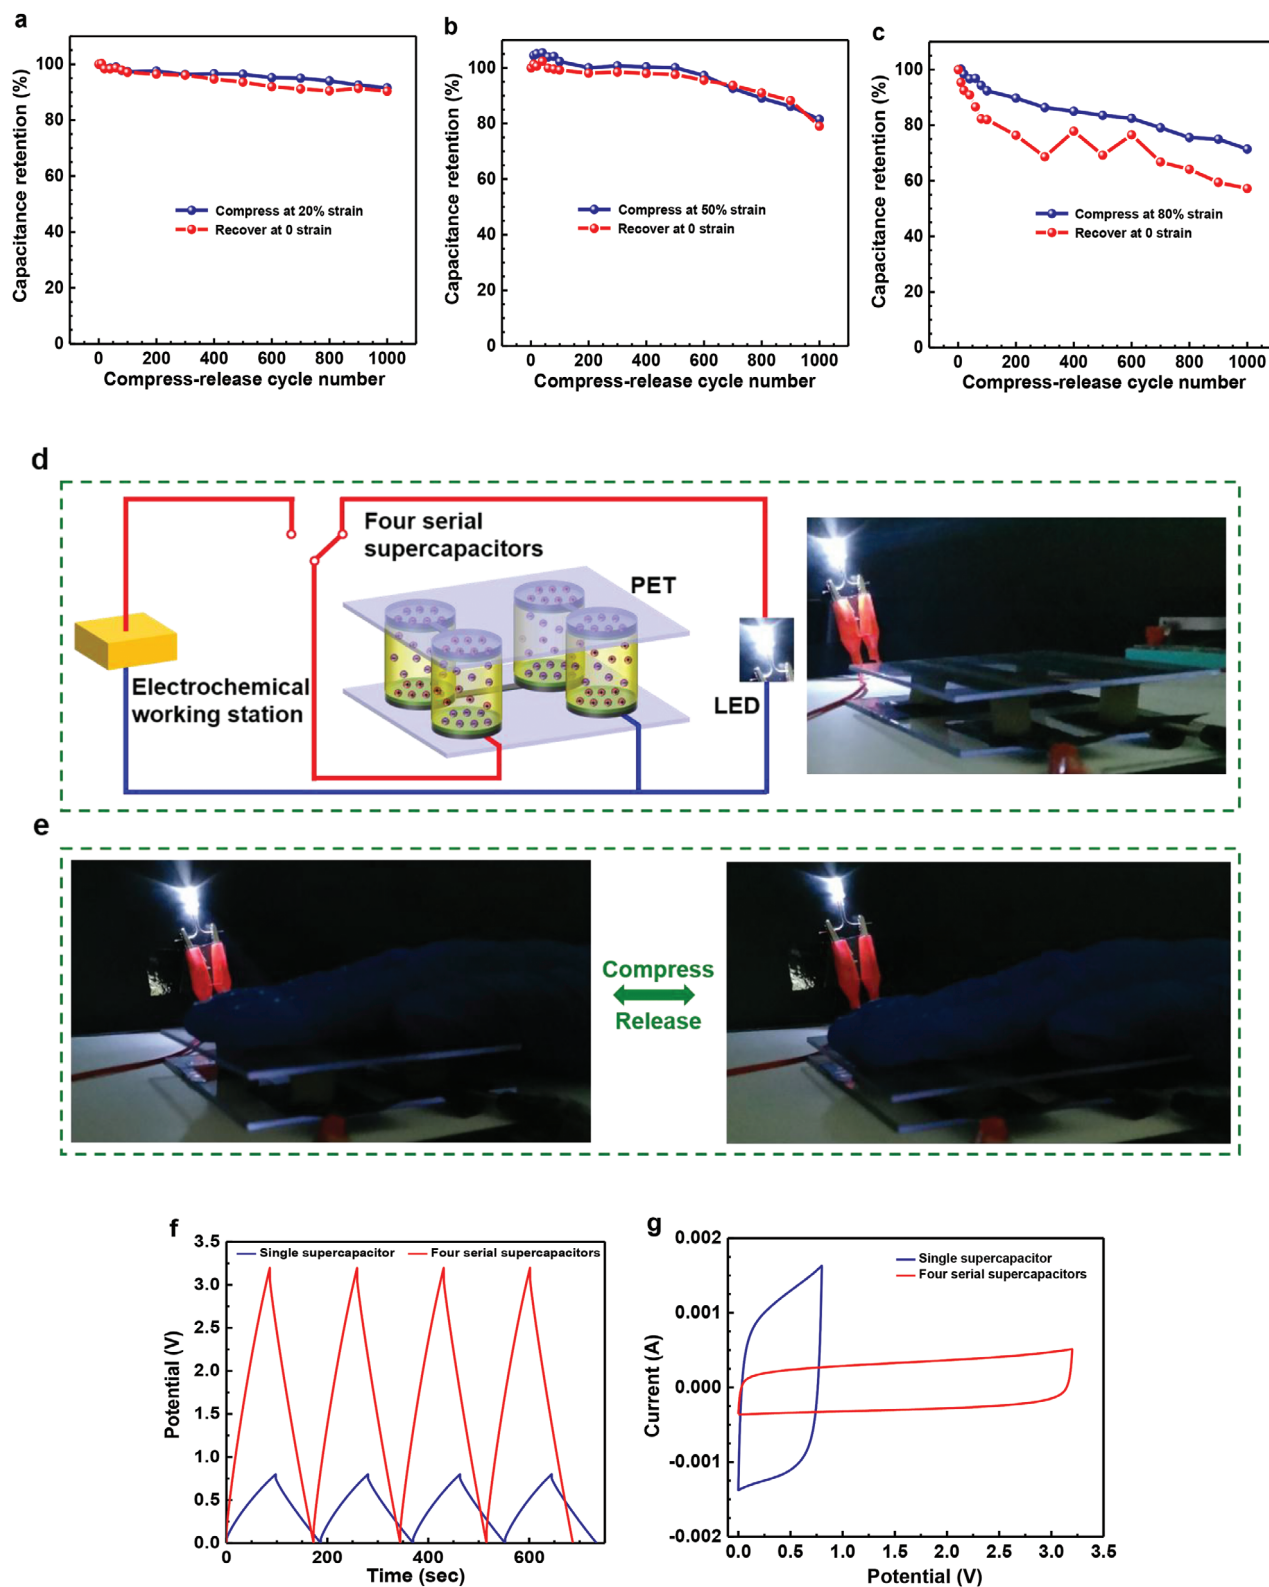 a
Capacitance retention (%)
100
80
60
40
20
0
Compress at 20% strain
Recover at 0 strain
0 200 400 600 800 1000
Compress-release cycle number
b
Capacitance retention (%)
100
80
60
40
20
0
Compress at 50% strain
Recover at 0 strain
0 200 400 600 800 1000
Compress-release cycle number
c
Capacitance retention (%)
100
80
60
40
20
0
Compress at 80% strain
Recover at 0 strain
0 200 400 600 800 1000
Compress-release cycle number
d
Four serial
supercapacitors
PET
Electrochemical
working station
LED
e
Compress
Release
f
Potential (V)
3.5
3.0
2.5
2.0
1.5
1.0
0.5
0.0
Single supercapacitor
Four serial supercapacitors
0 200 400 600
Time (sec)
g
Current (A)
0.002
0.001
0.000
-0.001
-0.002
Single supercapacitor
Four serial supercapacitors
0.0 0.5 1.0 1.5 2.0 2.5 3.0 3.5
Potential (V)